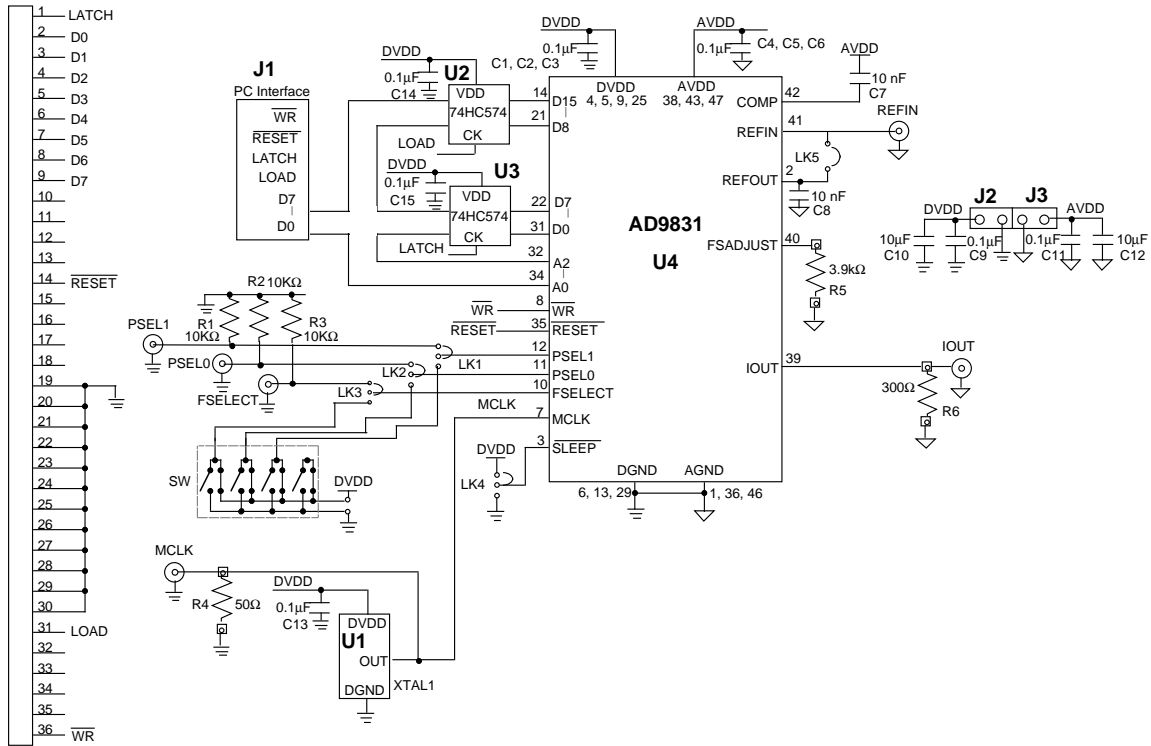 1 LATCH
2 D0
3 D1
4 D2
5 D3
6 D4
7 D5
8 D6
9 D7
10
11
12
13
14 RESET
15
16
17
18
19
20
21
22
23
24
25
26
27
28
29
30
31 LOAD
32
33
34
35
36 WR
J1
PC Interface
WR
RESET
LATCH
LOAD
D7
D0
DVDD
0.1µF
C14
U2
VDD
74HC574
CK
LOAD
DVDD
0.1µF
C15
U3
VDD
74HC574
CK
LATCH
DVDD
0.1µF
C1, C2, C3
AVDD
0.1µF
C4, C5, C6
DVDD
4, 5, 9, 25
AVDD
38, 43, 47
14 D15
21 D8
22 D7
31 D0
32 A2
34 A0
WR 8 WR
RESET 35 RESET
12 PSEL1
11 PSEL0
10 FSELECT
MCLK
7 MCLK
3 SLEEP
AD9831
U4
COMP 42
REFIN 41
REFOUT 2
FSADJUST 40
IOUT 39
DGND
6, 13, 29
AGND
1, 36, 46
AVDD
10 nF
C7
REFIN
LK5
10 nF
C8
3.9kΩ
R5
IOUT
300Ω
R6
DVDD
J2
J3
AVDD
10µF
C10
0.1µF
C9
0.1µF
C11
10µF
C12
R2 10KΩ
R1
10KΩ
R3
10KΩ
PSEL1
PSEL0
FSELECT
LK1
LK2
LK3
SW
DVDD
DVDD
LK4
MCLK
R4
50Ω
DVDD
0.1µF
C13
DVDD
U1
OUT
DGND
XTAL1